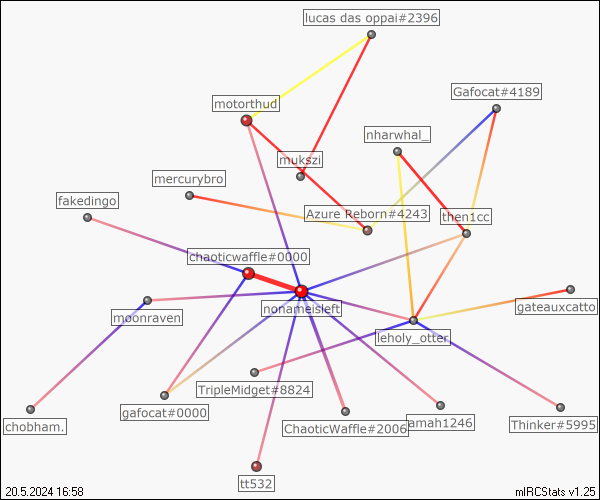 lucas das oppai#2396
Gafocat#4189
motorthud
nharwhal_
mukszi
mercurybro
fakedingo
Azure Reborn#4243
then1cc
chaoticwaffle#0000
nonameisleft
gateauxcatto
moonraven
leholy_otter
TripleMidget#8824
gafocat#0000
chobham.
ChaoticWaffle#2006
amah1246
Thinker#5995
tt532
20.5.2024 16:58
mIRCStats v1.25